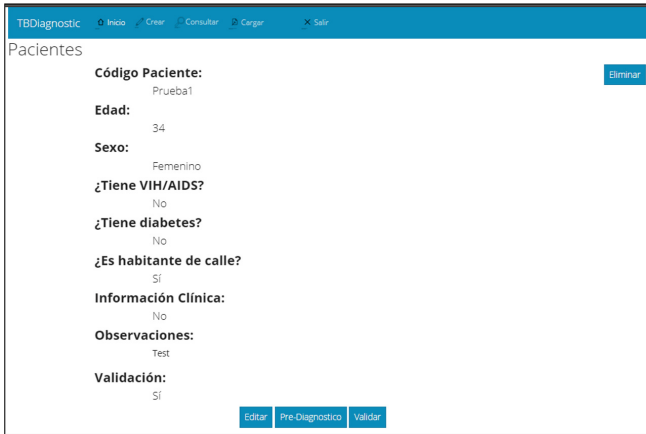 TBDiagnostic Inicio Crear Consultar Cargar Salir
Pacientes
Código Paciente:
Eliminar
Prueba1
Edad:
34
Sexo:
Femenino
¿Tiene VIH/AIDS?
No
¿Tiene diabetes?
No
¿Es habitante de calle?
Sí
Información Clínica:
No
Observaciones:
Test
Validación:
Sí
Editar Pre-Diagnostico Validar